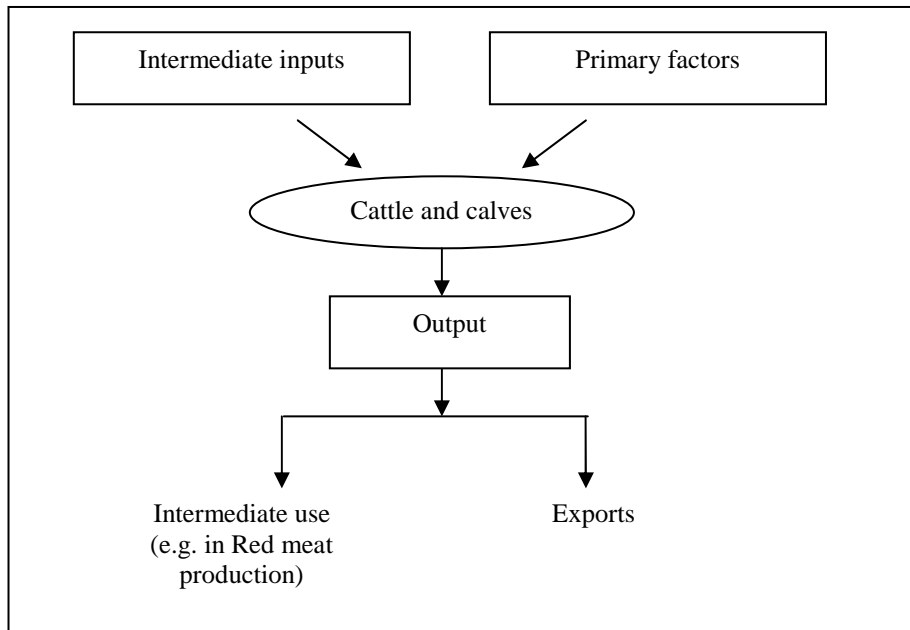 Intermediate inputs
Primary factors
Cattle and calves
Output
Intermediate use
(e.g. in Red meat
production)
Exports